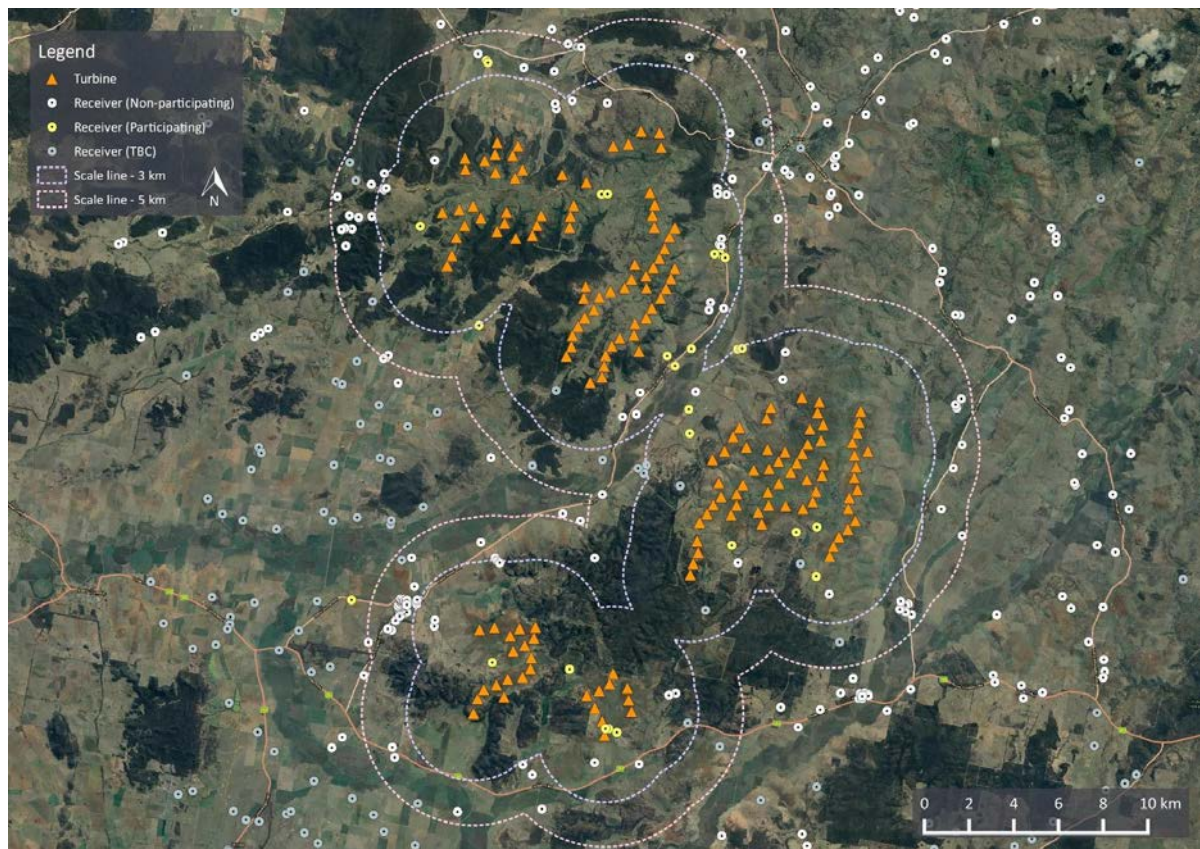 Legend
Turbine
Receiver (Non-participating)
Receiver (Participating)
Receiver (TBC)
Scale line - 3 km
Scale line - 5 km
N
0 2 4 6 8 10 km